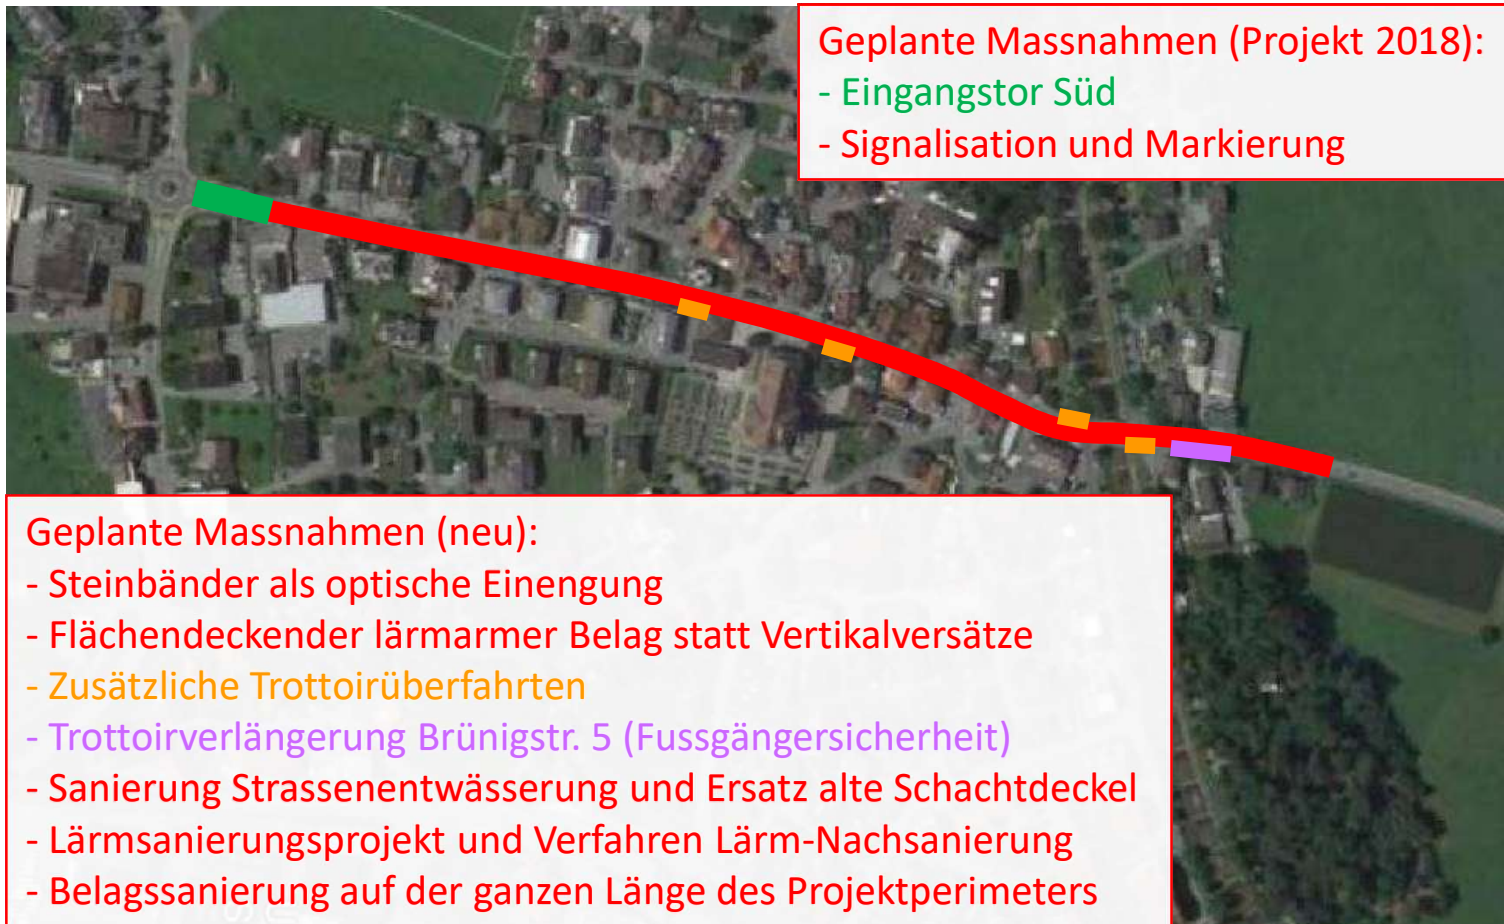 Geplante Massnahmen (Projekt 2018):
- Eingangstor Süd
- Signalisation und Markierung
Geplante Massnahmen (neu):
- Steinbänder als optische Einengung
- Flächendeckender lärmarmer Belag statt Vertikalversätze
- Zusätzliche Trottoirüberfahrten
- Trottoirverlängerung Brünigstr. 5 (Fussgängersicherheit)
- Sanierung Strassenentwässerung und Ersatz alte Schachtdeckel
- Lärmsanierungsprojekt und Verfahren Lärm-Nachsanierung
- Belagssanierung auf der ganzen Länge des Projektperimeters